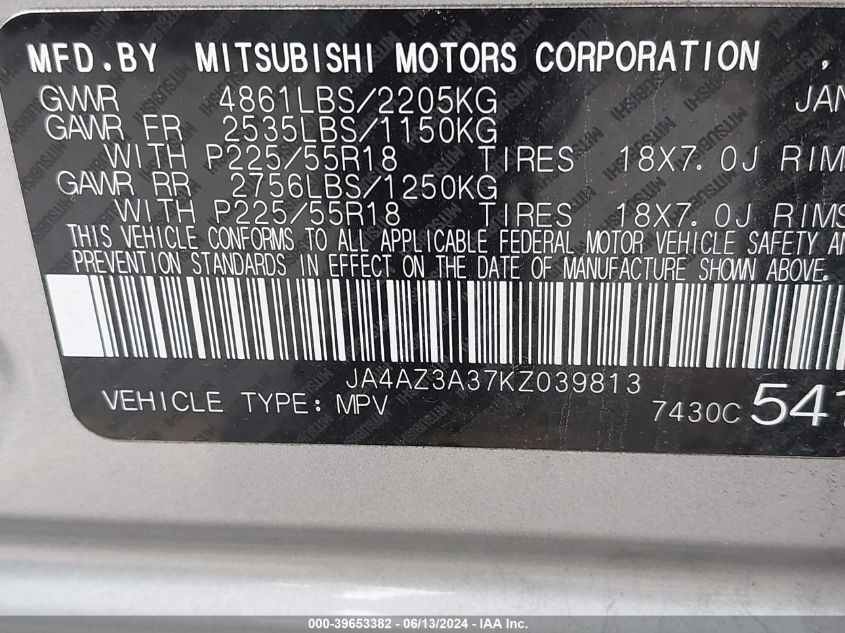 MFD.BY MITSUBISHI MOTORS CORPORATION ,
GVWR 4861LBS/2205KG JAN
GAWR FR 2535LBS/1150KG
WITH P225/55R18 TIRES 18X7.0J RIMS
GAWR RR 2756LBS/1250KG
WITH P225/55R18 TIRES 18X7.0J RIMS
THIS VEHICLE CONFORMS TO ALL APPLICABLE FEDERAL MOTOR VEHICLE SAFETY AN
PREVENTION STANDARDS IN EFFECT ON THE DATE OF MANUFACTURE SHOWN ABOVE.
JA4AZ3A37KZ039813
VEHICLE TYPE: MPV 7430C 541
000-39653382 - 06/13/2024 - IAA Inc.